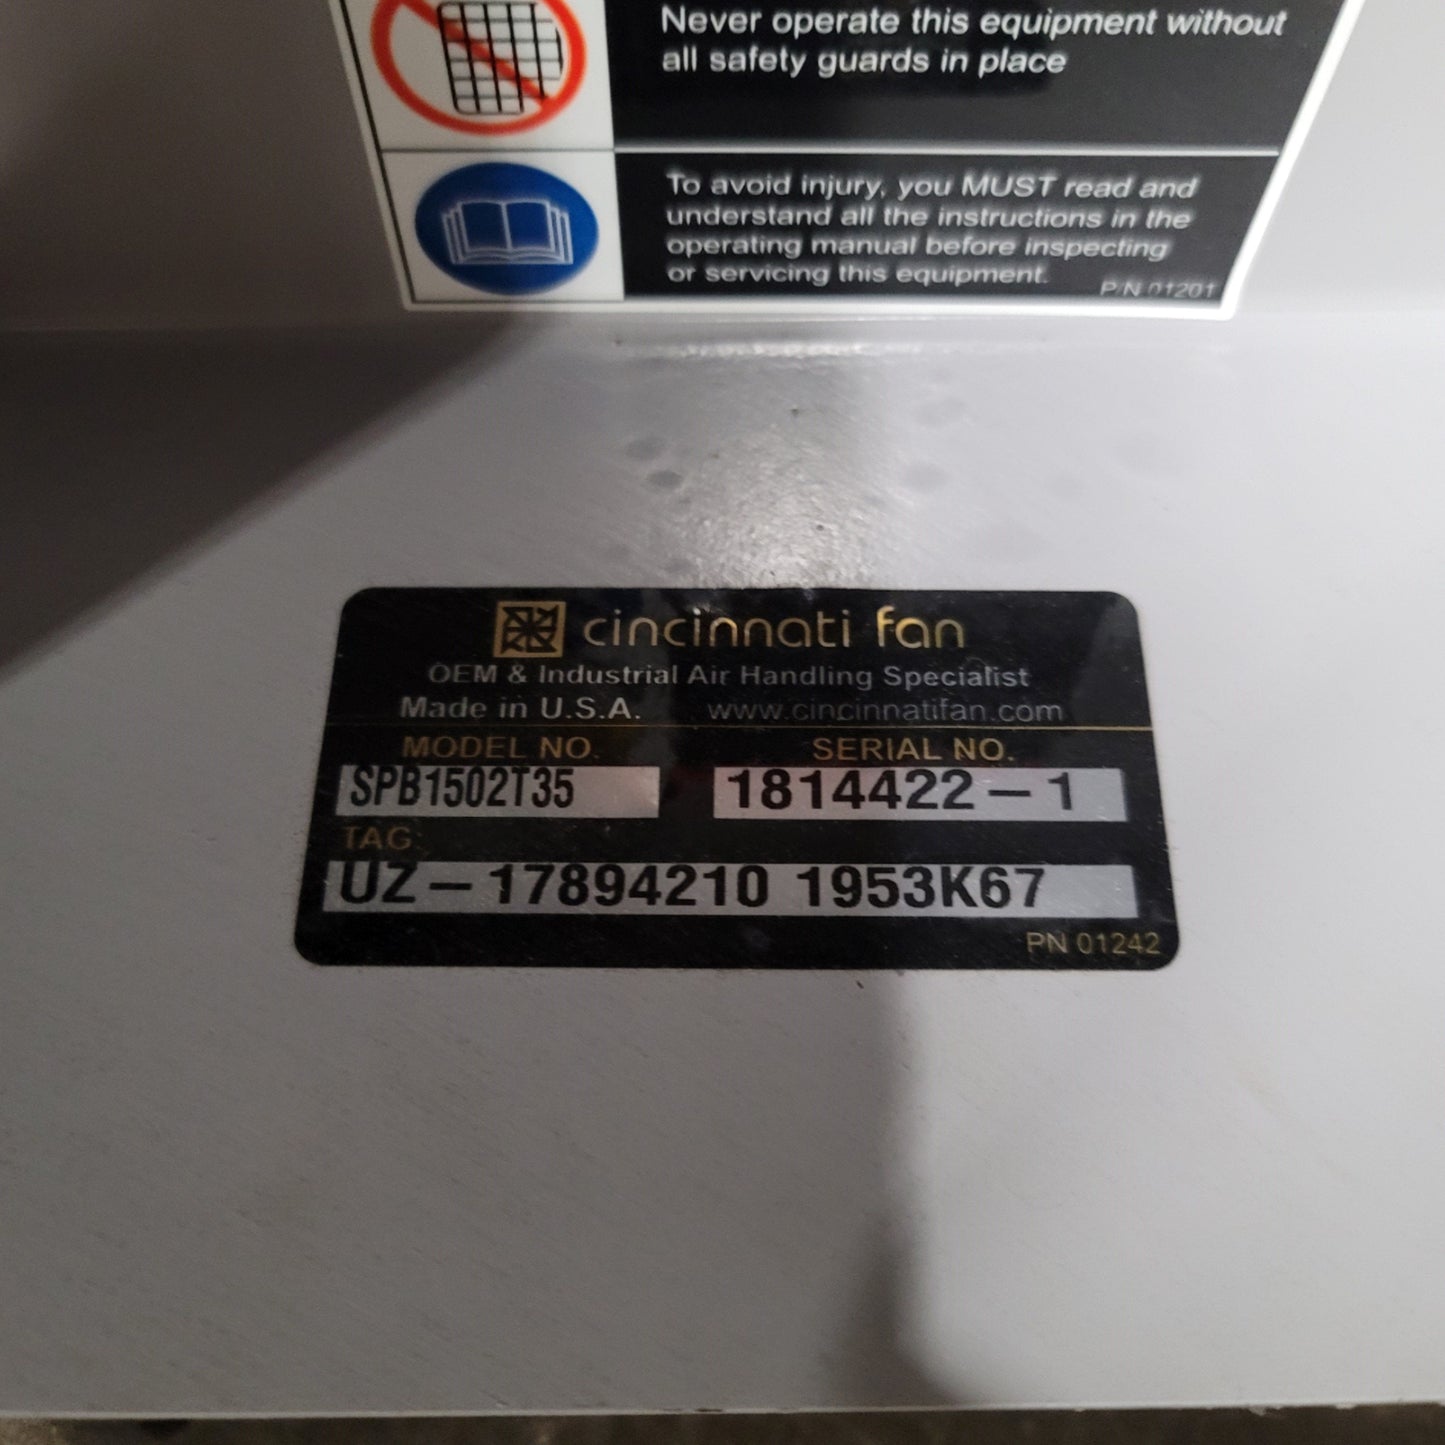 Never operate this equipment without
all safety guards in place
To avoid injury, you MUST read and
understand all the instructions in the
operating manual before inspecting
or servicing this equipment.
P/N 01201
cincinnati fan
OEM & Industrial Air Handling Specialist
Made in U.S.A. www.cincinnatifan.com
MODEL NO. SERIAL NO.
SPB1502T35 1814422-1
TAG:
UZ-17894210 1953K67
PN 01242